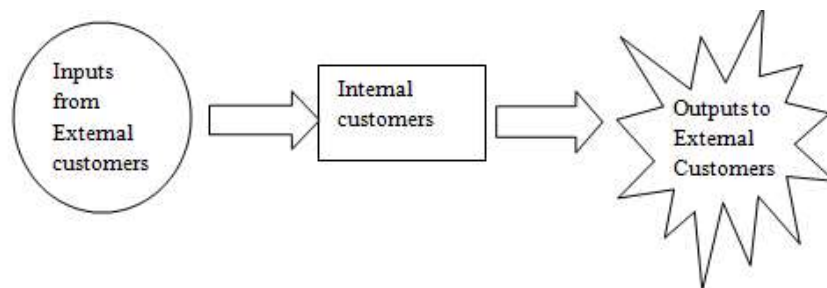 Inputs
from
External
customers
Internal
customers
Outputs to
External
Customers